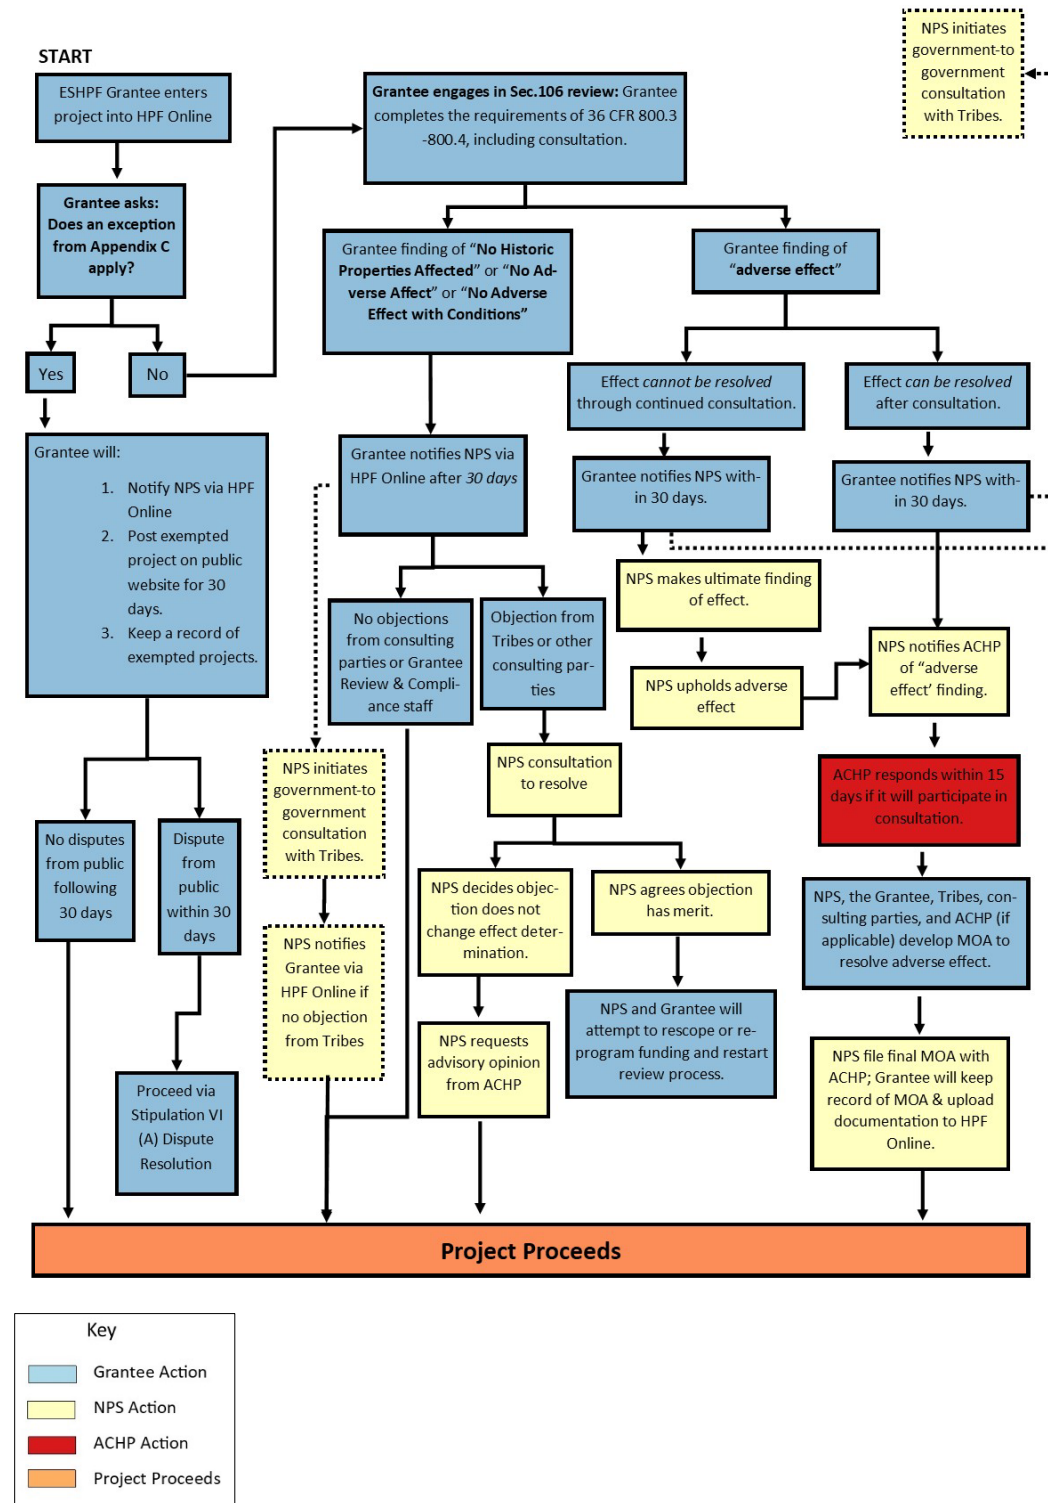 START
ESHPF Grantee enters
project into HPF Online
Grantee asks:
Does an exception
from Appendix C
apply?
Yes
No
Grantee will:
1. Notify NPS via HPF
Online
2. Post exempted
project on public
website for 30
days.
3. Keep a record of
exempted projects.
No disputes
from public
following
30 days
Dispute
from
public
within 30
days
Proceed via
Stipulation VI
(A) Dispute
Resolution
Grantee engages in Sec.106 review: Grantee
completes the requirements of 36 CFR 800.3
-800.4, including consultation.
Grantee finding of “No Historic
Properties Affected” or “No Ad-
verse Affect” or “No Adverse
Effect with Conditions”
Grantee notifies NPS via
HPF Online after 30 days
No objections
from consulting
parties or Grantee
Review & Compli-
ance staff
Objection from
Tribes or other
consulting par-
ties
NPS initiates
government-to
government
consultation
with Tribes.
NPS notifies
Grantee via
HPF Online if
no objection
from Tribes
NPS consultation
to resolve
NPS decides objec-
tion does not
change effect deter-
mination.
NPS requests
advisory opinion
from ACHP
NPS agrees objection
has merit.
NPS and Grantee will
attempt to rescope or re-
program funding and restart
review process.
Grantee finding of
“adverse effect”
Effect cannot be resolved
through continued consultation.
Grantee notifies NPS with-
in 30 days.
NPS makes ultimate finding
of effect.
NPS upholds adverse
effect
Effect can be resolved
after consultation.
Grantee notifies NPS with-
in 30 days.
NPS notifies ACHP
of “adverse
effect’ finding.
ACHP responds within 15
days if it will participate in
consultation.
NPS, the Grantee, Tribes, con-
sulting parties, and ACHP (if
applicable) develop MOA to
resolve adverse effect.
NPS file final MOA with
ACHP; Grantee will keep
record of MOA & upload
documentation to HPF
Online.
NPS initiates
government-to
government
consultation
with Tribes.
Project Proceeds
Key
Grantee Action
NPS Action
ACHP Action
Project Proceeds